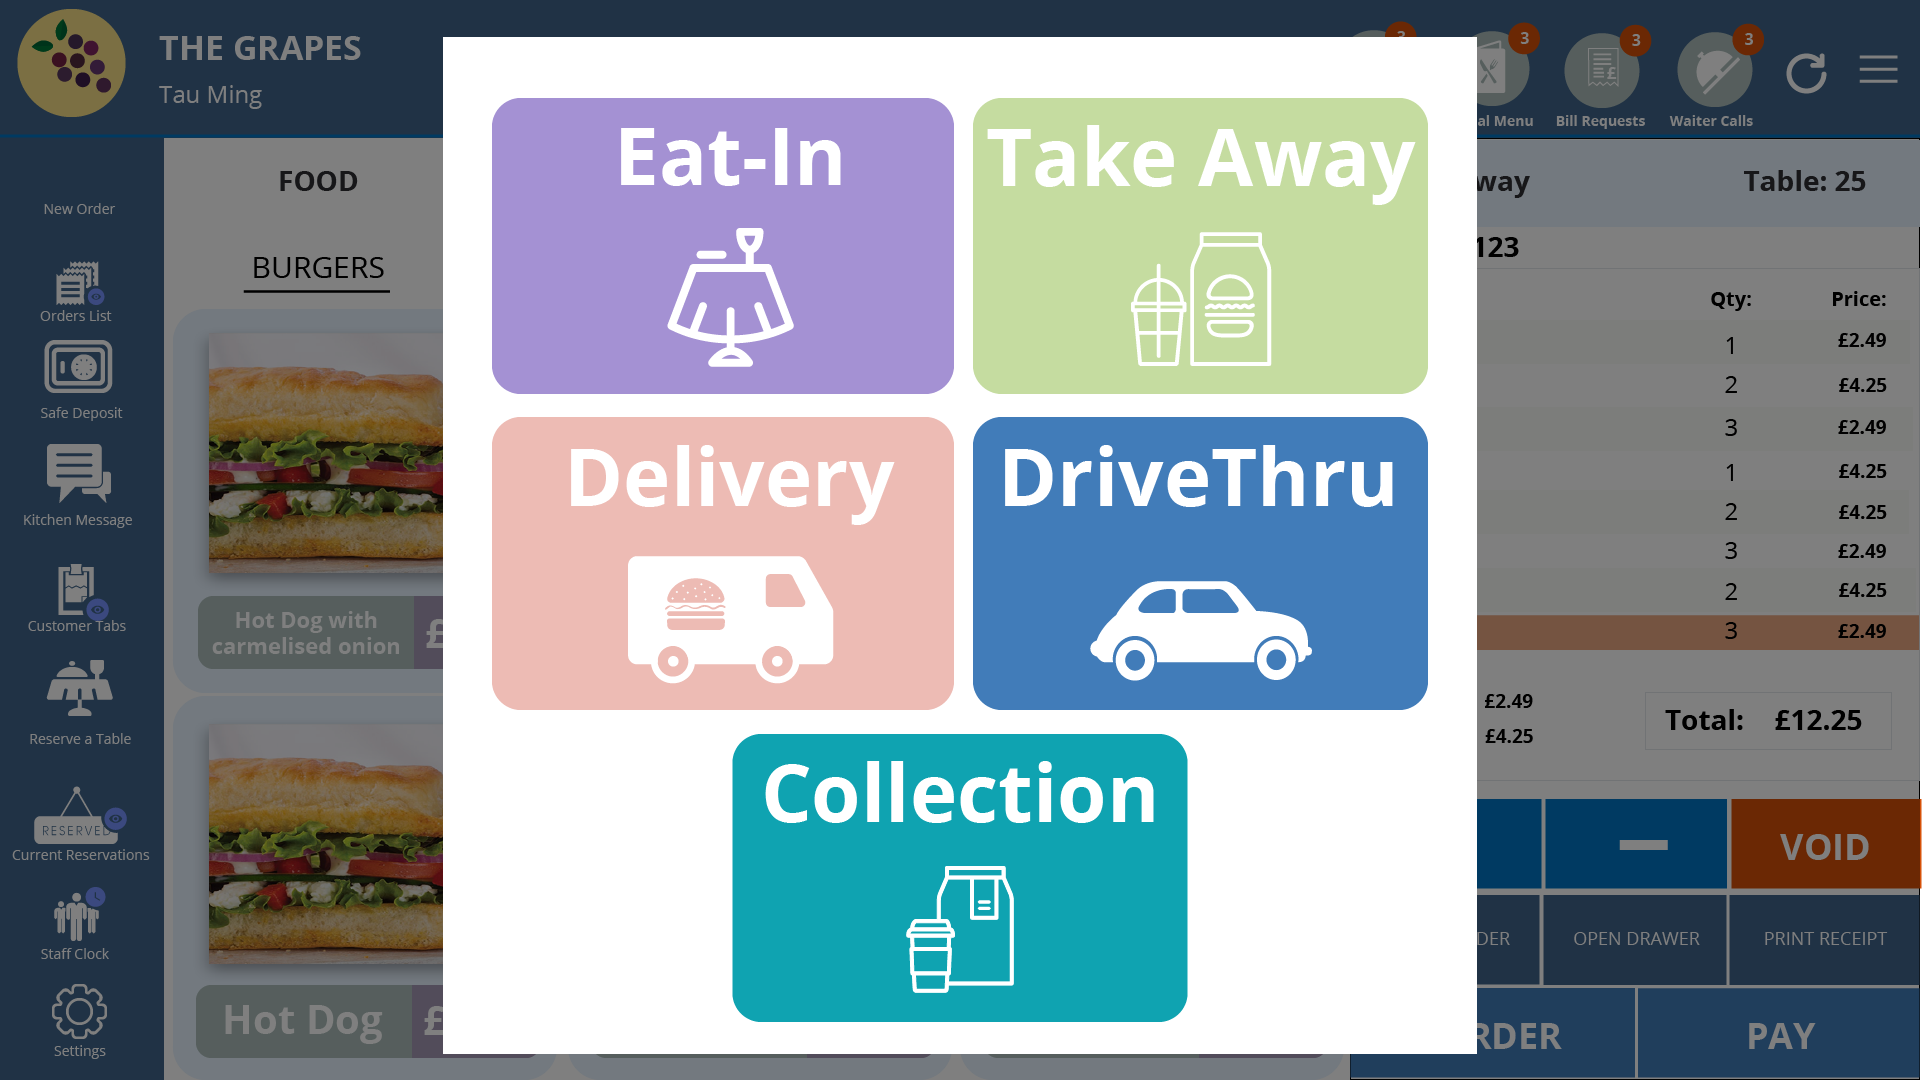 THE GRAPES
Tau Ming
3
3
3
3
al Menu
Bill Requests
Waiter Calls
New Order
Orders List
Safe Deposit
Kitchen Message
Customer Tabs
Reserve a Table
RESERVED
Current Reservations
Staff Clock
Settings
FOOD
BURGERS
Hot Dog with
carmelised onion
£
Hot Dog
£
Eat-In
Take Away
Delivery
DriveThru
Collection
way
Table: 25
123
Qty:
Price:
1
£2.49
2
£4.25
3
£2.49
1
£4.25
2
£4.25
3
£2.49
2
£4.25
3
£2.49
£2.49
£4.25
Total:
£12.25
VOID
DER
OPEN DRAWER
PRINT RECEIPT
RDER
PAY